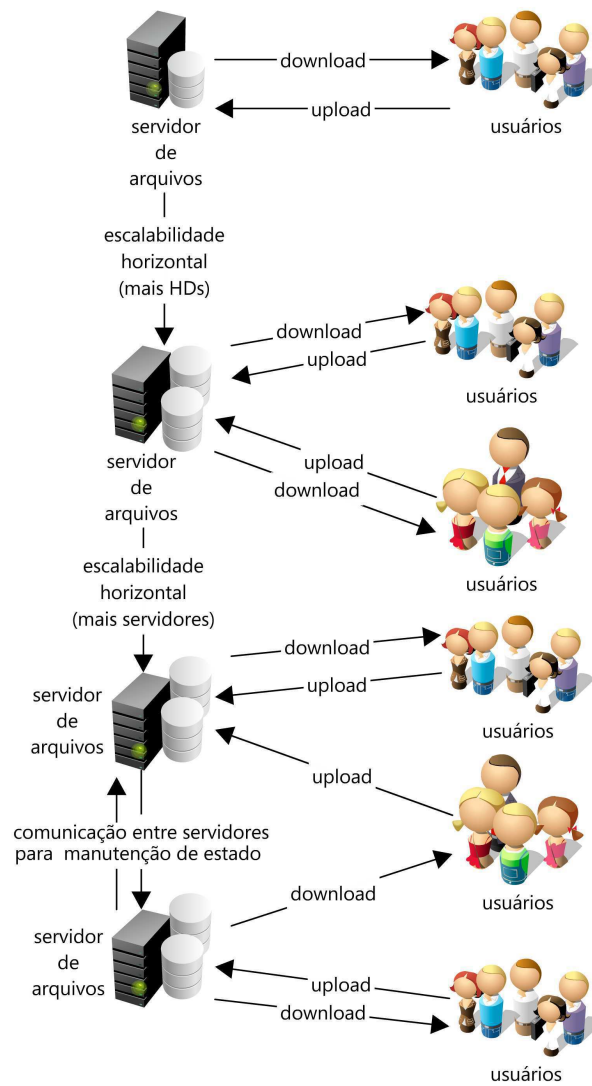 download
upload
servidor
de
arquivos
usuários
escalabilidade
horizontal
(mais HDs)
download
upload
usuários
upload
download
servidor
de
arquivos
usuários
escalabilidade
horizontal
(mais servidores)
download
upload
servidor
de
arquivos
usuários
upload
comunicação entre servidores
para manutenção de estado
download
usuários
servidor
de
arquivos
upload
download
usuários